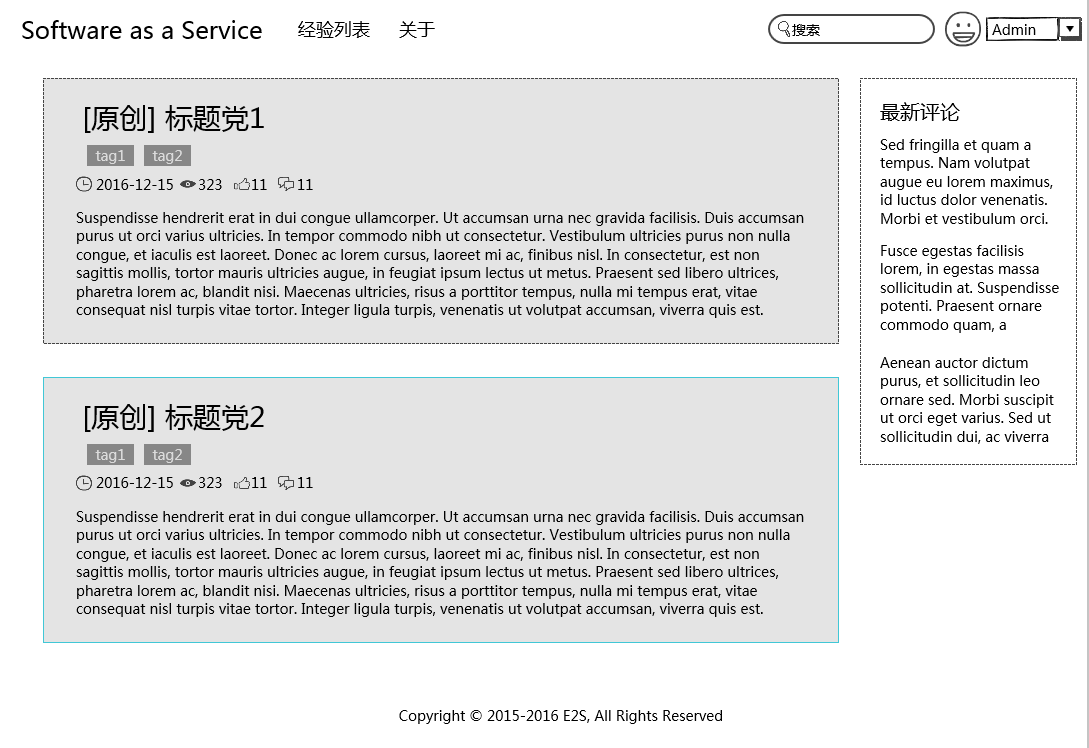 Software as a Service 经验列表 关于 搜索 Admin
[原创] 标题党1
tag1 tag2
2016-12-15 323 11 11
Suspendisse hendrerit erat in dui congue ullamcorper. Ut accumsan urna nec gravida facilisis. Duis accumsan
purus ut orci varius ultricies. In tempor commodo nibh ut consectetur. Vestibulum ultricies purus non nulla
congue, et iaculis est laoreet. Donec ac lorem cursus, laoreet mi ac, finibus nisl. In consectetur, est non
sagittis mollis, tortor mauris ultricies augue, in feugiat ipsum lectus ut metus. Praesent sed libero ultrices,
pharetra lorem ac, blandit nisi. Maecenas ultricies, risus a porttitor tempus, nulla mi tempus erat, vitae
consequat nisl turpis vitae tortor. Integer ligula turpis, venenatis ut volutpat accumsan, viverra quis est.
[原创] 标题党2
tag1 tag2
2016-12-15 323 11 11
Suspendisse hendrerit erat in dui congue ullamcorper. Ut accumsan urna nec gravida facilisis. Duis accumsan
purus ut orci varius ultricies. In tempor commodo nibh ut consectetur. Vestibulum ultricies purus non nulla
congue, et iaculis est laoreet. Donec ac lorem cursus, laoreet mi ac, finibus nisl. In consectetur, est non
sagittis mollis, tortor mauris ultricies augue, in feugiat ipsum lectus ut metus. Praesent sed libero ultrices,
pharetra lorem ac, blandit nisi. Maecenas ultricies, risus a porttitor tempus, nulla mi tempus erat, vitae
consequat nisl turpis vitae tortor. Integer ligula turpis, venenatis ut volutpat accumsan, viverra quis est.
最新评论
Sed fringilla et quam a
tempus. Nam volutpat
augue eu lorem maximus,
id luctus dolor venenatis.
Morbi et vestibulum orci.
Fusce egestas facilisis
lorem, in egestas massa
sollicitudin at. Suspendisse
potenti. Praesent ornare
commodo quam, a
Aenean auctor dictum
purus, et sollicitudin leo
ornare sed. Morbi suscipit
ut orci eget varius. Sed ut
sollicitudin dui, ac viverra
Copyright © 2015-2016 E2S, All Rights Reserved